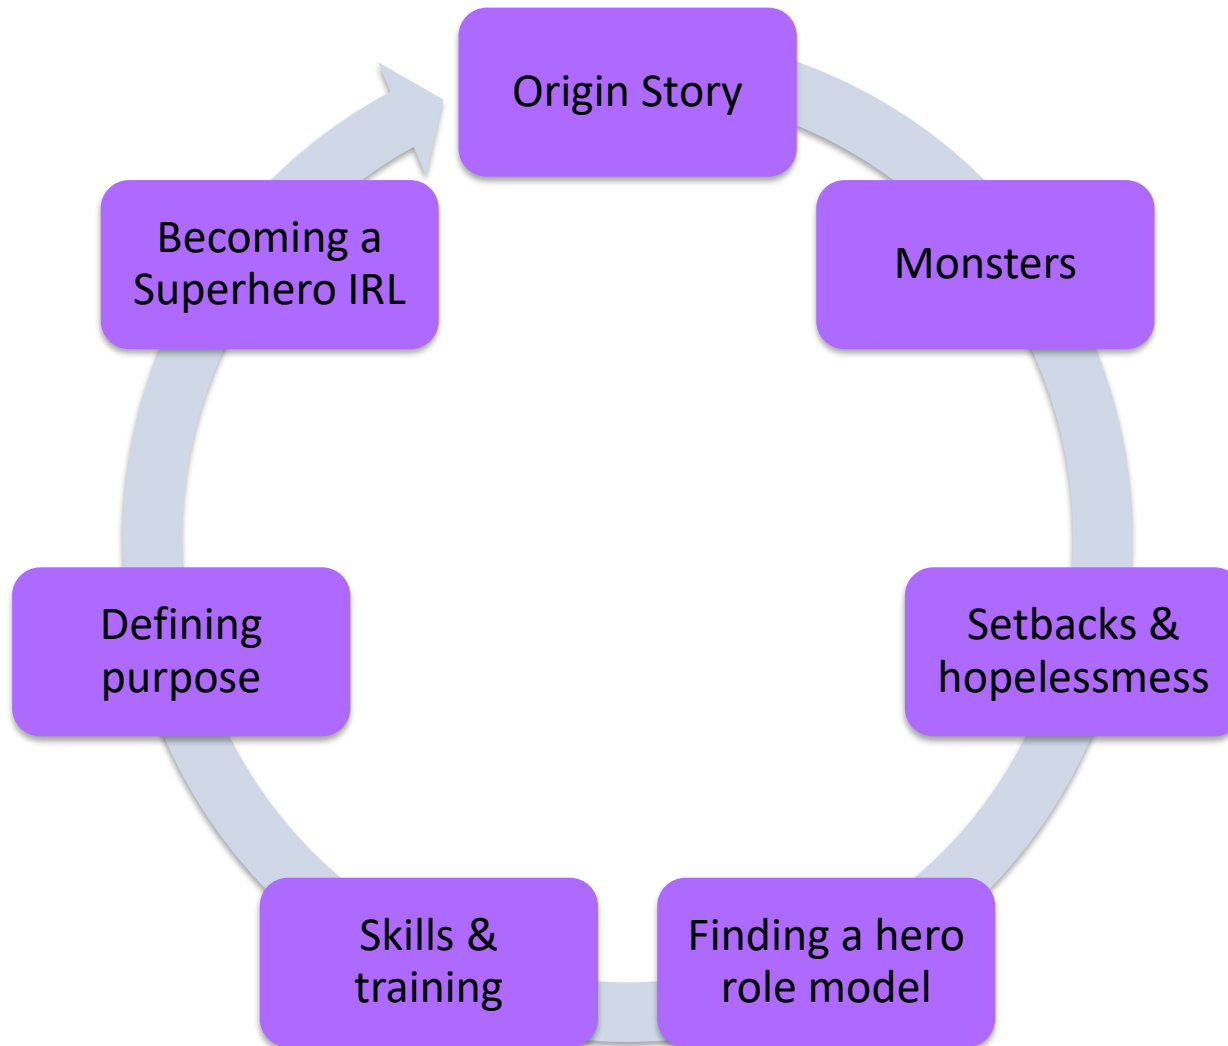 Origin Story
Monsters
Setbacks &
hopelessmess
Finding a hero
role model
Skills &
training
Defining
purpose
Becoming a
Superhero IRL